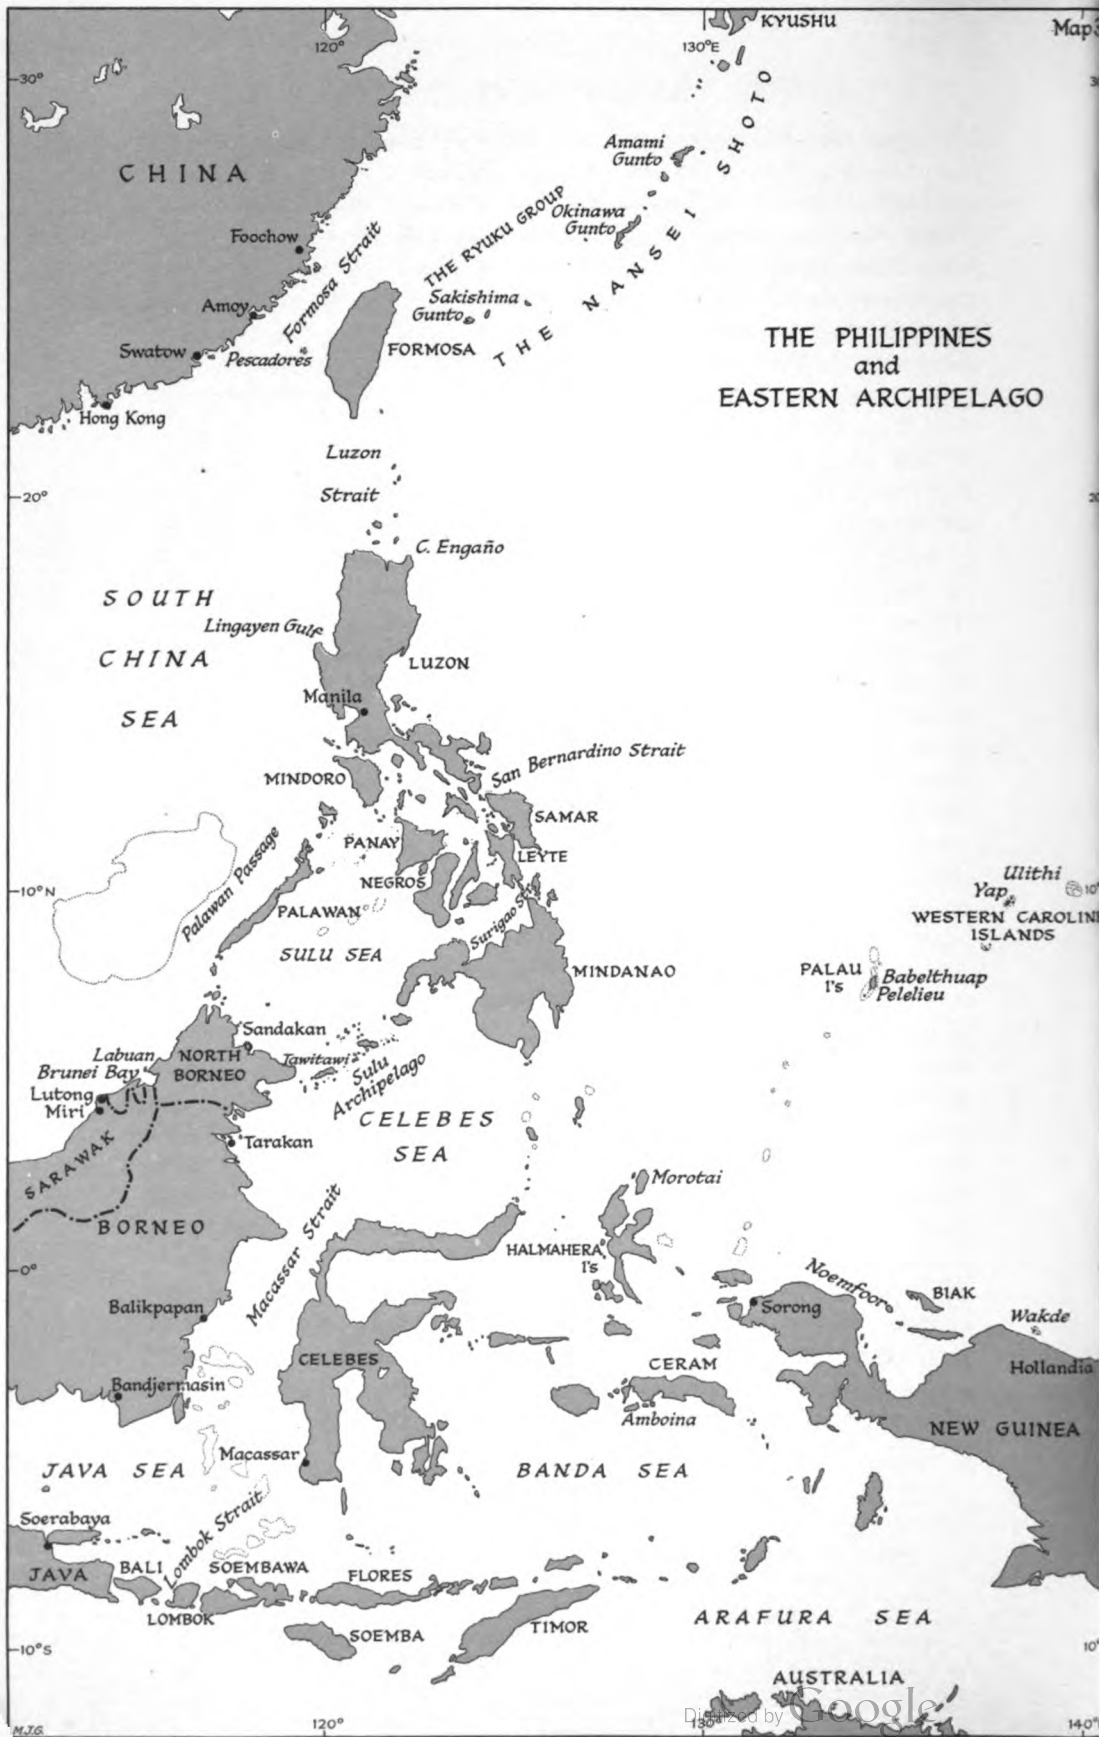 KYUSHU
Map 3
120°
130°E
30°
3
CHINA
Amami
Gunto
THE NANSEI SHOTO
THE RYUKU GROUP
Okinawa
Gunto
Foochow
Formosa Strait
Amoy
Sakishima
Gunto
Swatow
Pescadores
FORMOSA
THE PHILIPPINES
and
EASTERN ARCHIPELAGO
Hong Kong
Luzon
Strait
20°
20
C. Engaño
SOUTH
CHINA
SEA
Lingayen Gulf
LUZON
Manila
San Bernardino Strait
MINDORO
SAMAR
PANAY
LEYTE
Palawan Passage
NEGROS
10°N
PALAWAN
Surigao Str.
Ulithi
10°
Yap
WESTERN CAROLIN
ISLANDS
SULU SEA
MINDANAO
PALAU
I's
Babelthuap
Pelelieu
Sandakan
Labuan
Brunei Bay
NORTH
BORNEO
Tawitawi
Sulu
Archipelago
Lutong
Miri
CELEBES
SEA
Tarakan
SARAWAK
Morotai
BORNEO
Macassar Strait
HALMAHERA
I's
0°
Noemfoor
BIAK
Balikpapan
Sorong
Wakde
CELEBES
CERAM
Hollandia
Bandjermasin
Amboina
NEW GUINEA
Macassar
JAVA SEA
BANDA SEA
Lombok Strait
Soerabaya
JAVA
BALI
SOEMBAWA
FLORES
LOMBOK
SOEMBA
TIMOR
ARAFURA SEA
10°S
10°
AUSTRALIA
Digitized by Google
M.J.G.
120°
130°
140°